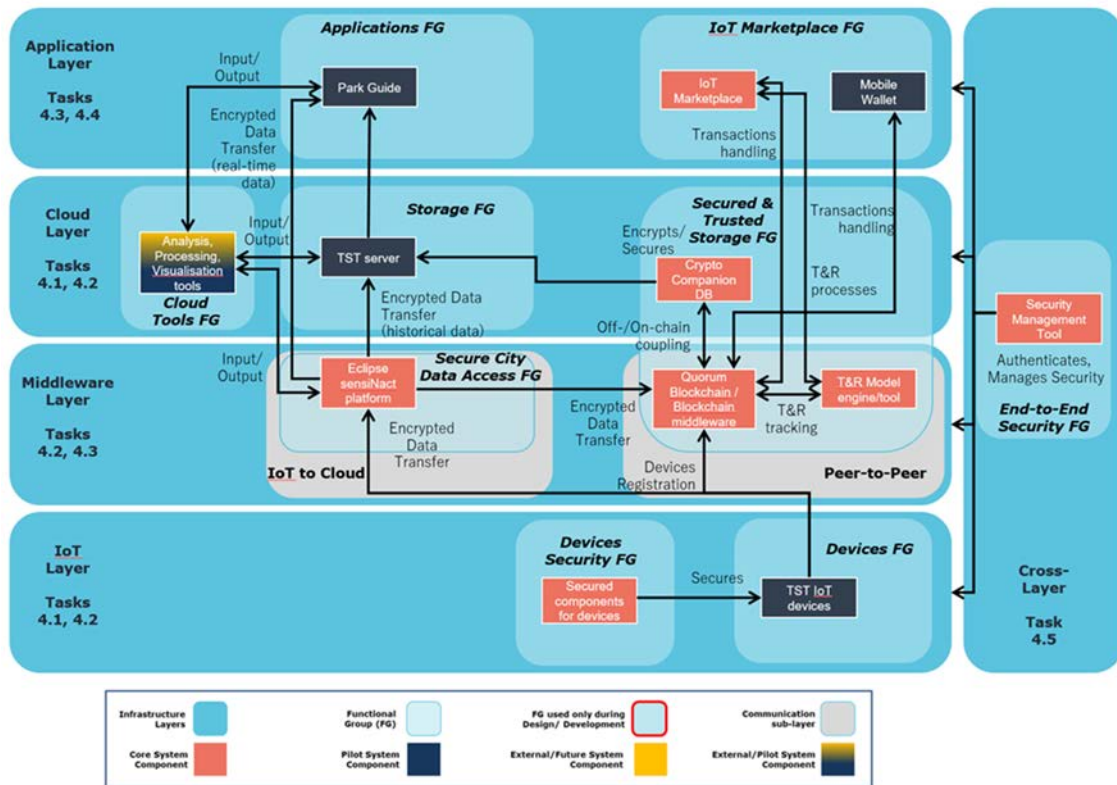 Application
Layer
Tasks
4.3, 4.4
Applications FG
Park Guide
Input/
Output
Encrypted
Data
Transfer
(real-time
data)
IoT Marketplace FG
IoT
Marketplace
Mobile
Wallet
Transactions
handling
Cloud
Layer
Tasks
4.1, 4.2
Analysis,
Processing,
Visualisation
tools
Cloud
Tools FG
Input/
Output
Storage FG
TST server
Encrypted Data
Transfer
(historical data)
Secured &
Trusted
Storage FG
Encrypts/
Secures
Crypto
Companion
DB
Off-/On-chain
coupling
Transactions
handling
T&R
processes
Middleware
Layer
Tasks
4.2, 4.3
Input/
Output
Eclipse
sensiNact
platform
Secure City
Data Access FG
Encrypted
Data
Transfer
IoT to Cloud
Encrypted
Data
Transfer
Quorum
Blockchain /
Blockchain
middleware
T&R Model
engine/tool
T&R
tracking
Devices
Registration
Peer-to-Peer
IoT
Layer
Tasks
4.1, 4.2
Devices
Security FG
Secured
components
for devices
Secures
Devices FG
TST IoT
devices
Security
Management
Tool
Authenticates,
Manages Security
End-to-End
Security FG
Cross-
Layer
Task
4.5
Infrastructure
Layers
Functional
Group (FG)
FG used only during
Design/ Development
Communication
sub-layer
Core System
Component
Pilot System
Component
External/Future System
Component
External/Pilot System
Component